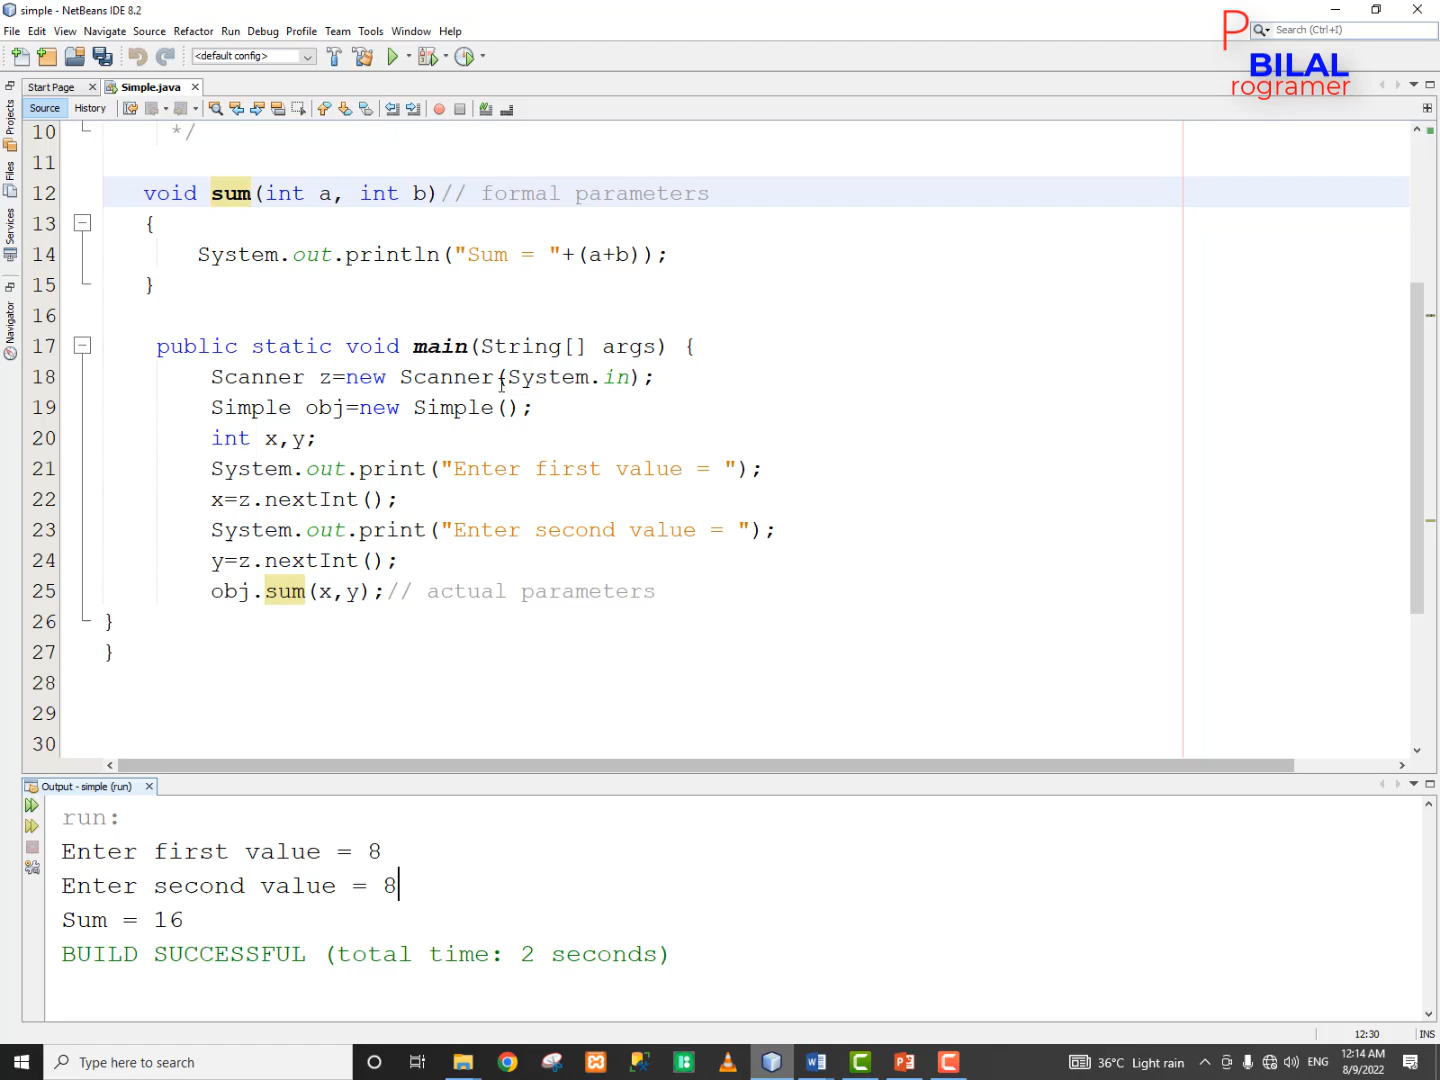 simple - NetBeans IDE 8.2
File Edit View Navigate Source Refactor Run Debug Profile Team Tools Window Help
Search (Ctrl+I)
<default config>
P
BILAL
rogramer
Start Page
Simple.java
Source History
Projects
Files
Services
Navigator
10 */
11
12 void sum(int a, int b)// formal parameters
13 {
14 System.out.println("Sum = "+(a+b));
15 }
16
17 public static void main(String[] args) {
18 Scanner z=new Scanner(System.in);
19 Simple obj=new Simple();
20 int x,y;
21 System.out.print("Enter first value = ");
22 x=z.nextInt();
23 System.out.print("Enter second value = ");
24 y=z.nextInt();
25 obj.sum(x,y);// actual parameters
26 }
27 }
28
29
30
Output - simple (run)
run:
Enter first value = 8
Enter second value = 8
Sum = 16
BUILD SUCCESSFUL (total time: 2 seconds)
12:30 INS
Type here to search
36°C Light rain
ENG
12:14 AM
8/9/2022